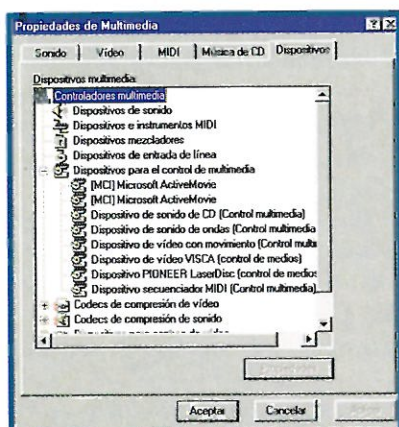 Propiedades de Multimedia
Sonido Vídeo MIDI Música de CD Dispositivos
Dispositivos multimedia:
Controladores multimedia
Dispositivos de sonido
Dispositivos e instrumentos MIDI
Dispositivos mezcladores
Dispositivos de entrada de línea
Dispositivos para el control de multimedia
[MCI] Microsoft ActiveMovie
[MCI] Microsoft ActiveMovie
Dispositivo de sonido de CD (Control multimedia)
Dispositivo de sonido de ondas (Control multimedia
Dispositivo de vídeo con movimiento (Control multi
Dispositivo de vídeo VISCA (control de medios)
Dispositivo PIONEER LaserDisc (control de medios
Dispositivo secuenciador MIDI (Control multimedia)
Codecs de compresión de vídeo
Codecs de compresión de sonido
Aceptar Cancelar